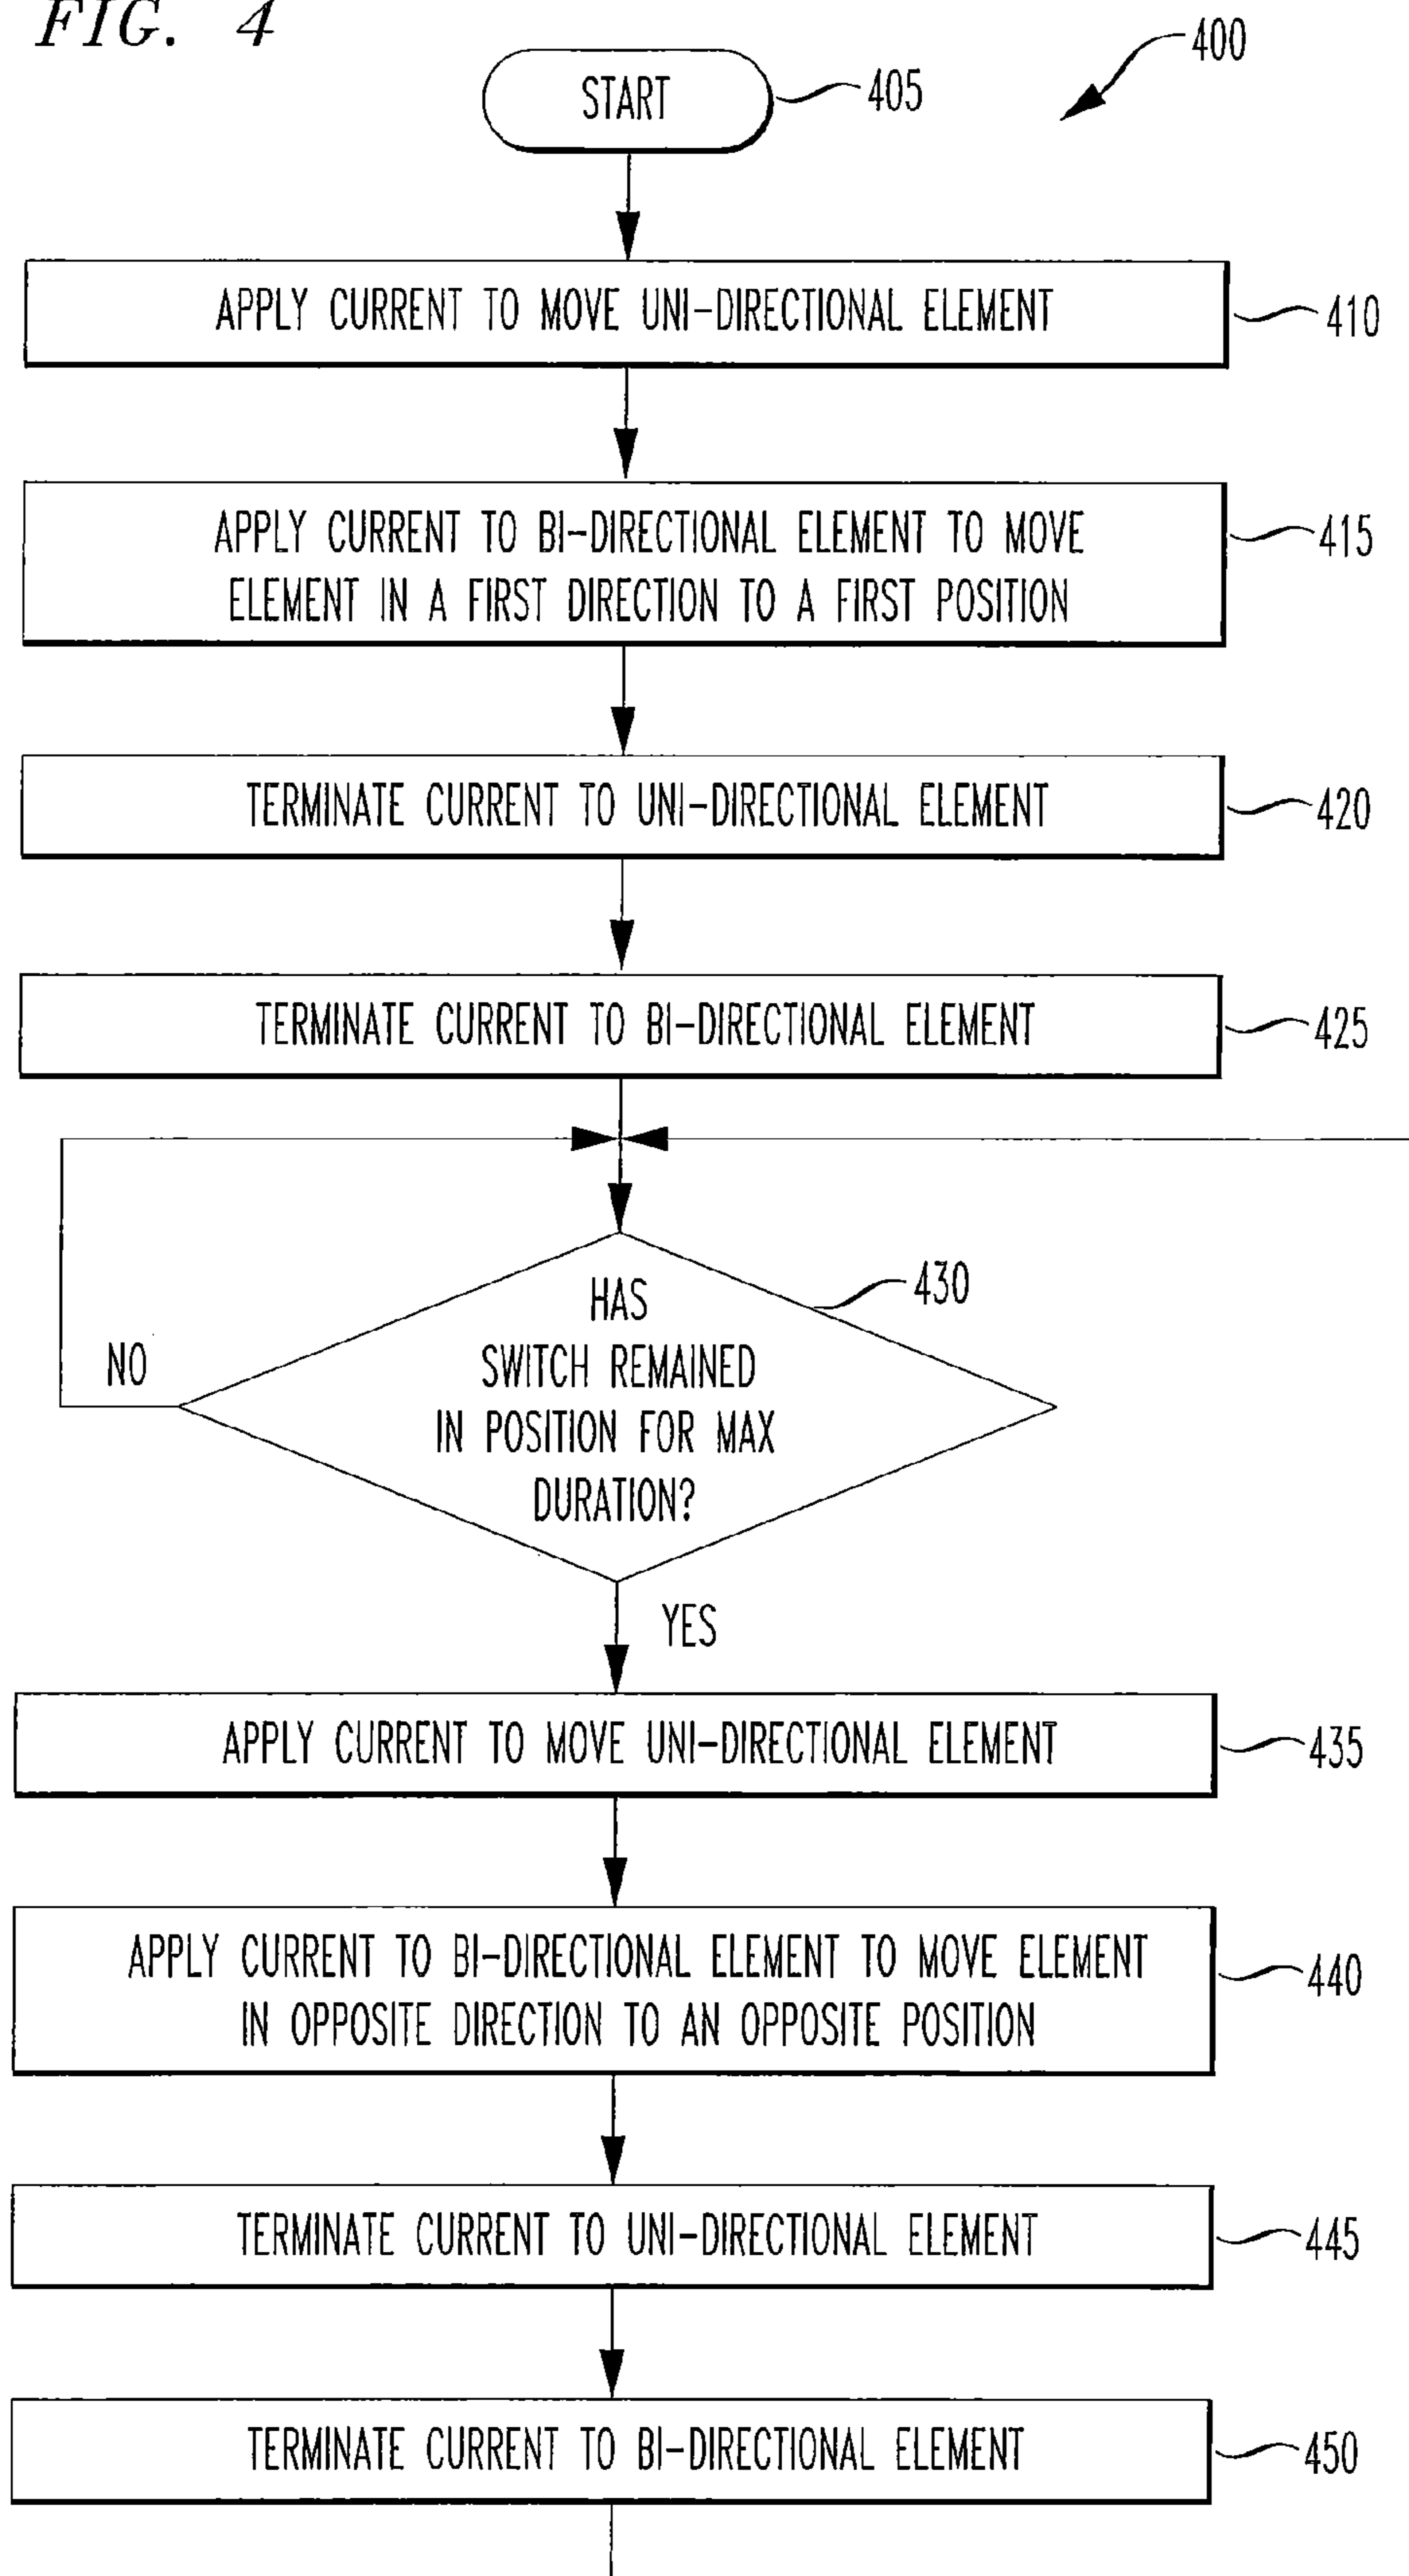 FIG. 4
400
START
405
APPLY CURRENT TO MOVE UNI-DIRECTIONAL ELEMENT
410
APPLY CURRENT TO BI-DIRECTIONAL ELEMENT TO MOVE
ELEMENT IN A FIRST DIRECTION TO A FIRST POSITION
415
TERMINATE CURRENT TO UNI-DIRECTIONAL ELEMENT
420
TERMINATE CURRENT TO BI-DIRECTIONAL ELEMENT
425
HAS
SWITCH REMAINED
IN POSITION FOR MAX
DURATION?
430
NO
YES
APPLY CURRENT TO MOVE UNI-DIRECTIONAL ELEMENT
435
APPLY CURRENT TO BI-DIRECTIONAL ELEMENT TO MOVE ELEMENT
IN OPPOSITE DIRECTION TO AN OPPOSITE POSITION
440
TERMINATE CURRENT TO UNI-DIRECTIONAL ELEMENT
445
TERMINATE CURRENT TO BI-DIRECTIONAL ELEMENT
450